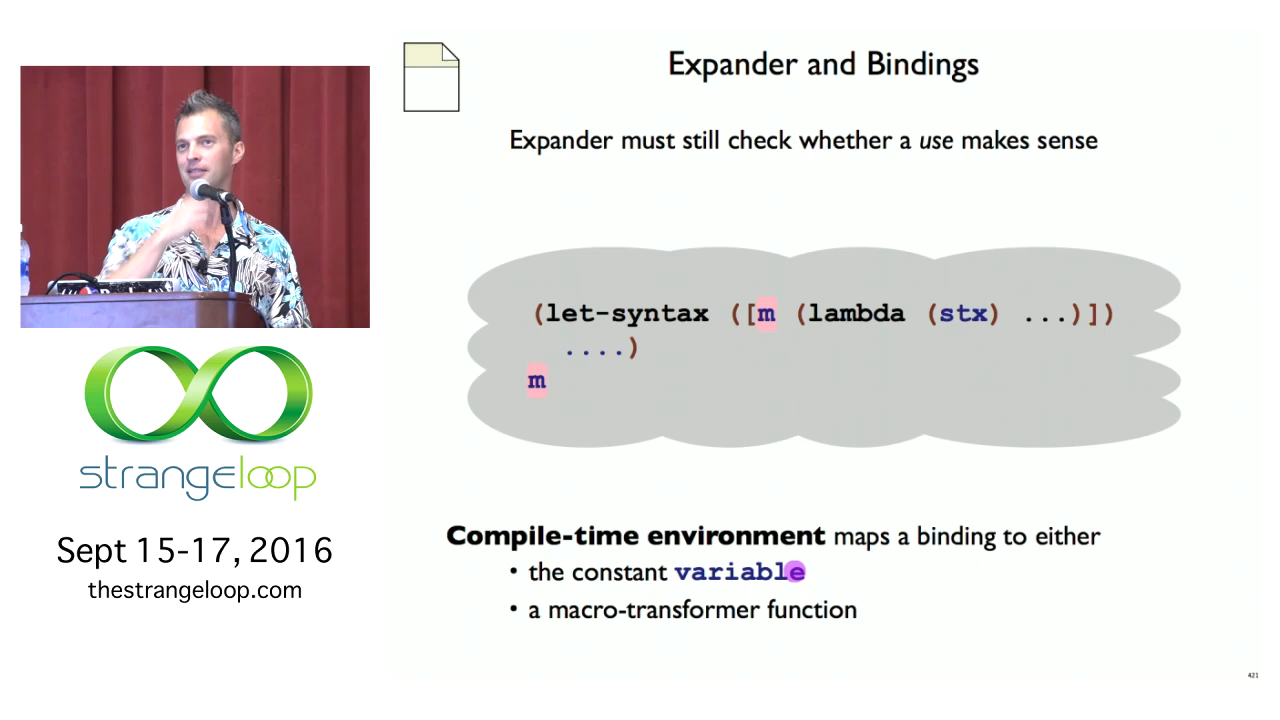 Expander and Bindings
Expander must still check whether a use makes sense
(let-syntax ([m (lambda (stx) ...)])
....)
m
Compile-time environment maps a binding to either
• the constant variable
• a macro-transformer function
421
strangeloop
Sept 15-17, 2016
thestrangeloop.com